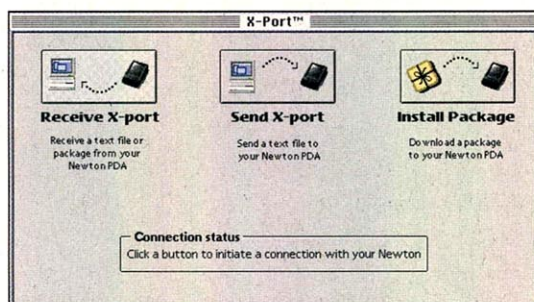 X-Port™
Receive X-port
Receive a text file or
package from your
Newton PDA
Send X-port
Send a text file to
your Newton PDA
Install Package
Download a package
to your Newton PDA
Connection status
Click a button to initiate a connection with your Newton